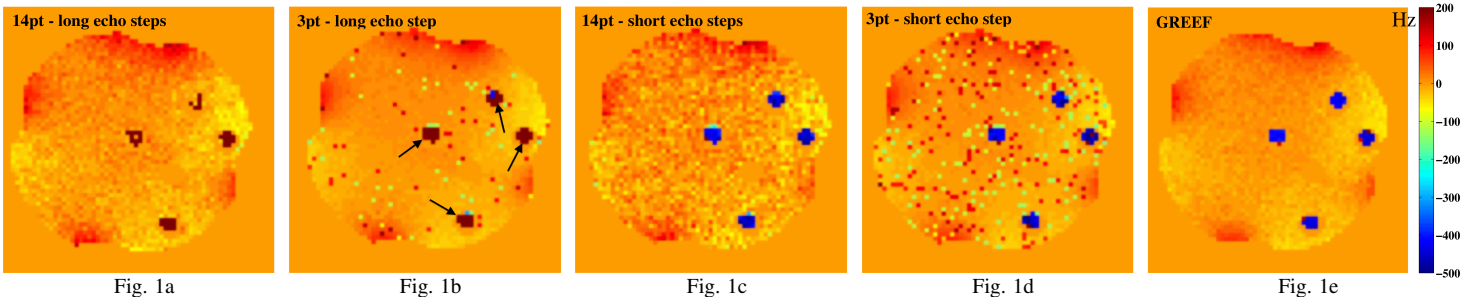 14pt - long echo steps
3pt - long echo step
14pt - short echo steps
3pt - short echo step
GREEF
Hz
200
100
0
−100
−200
−300
−400
−500
Fig. 1a
Fig. 1b
Fig. 1c
Fig. 1d
Fig. 1e